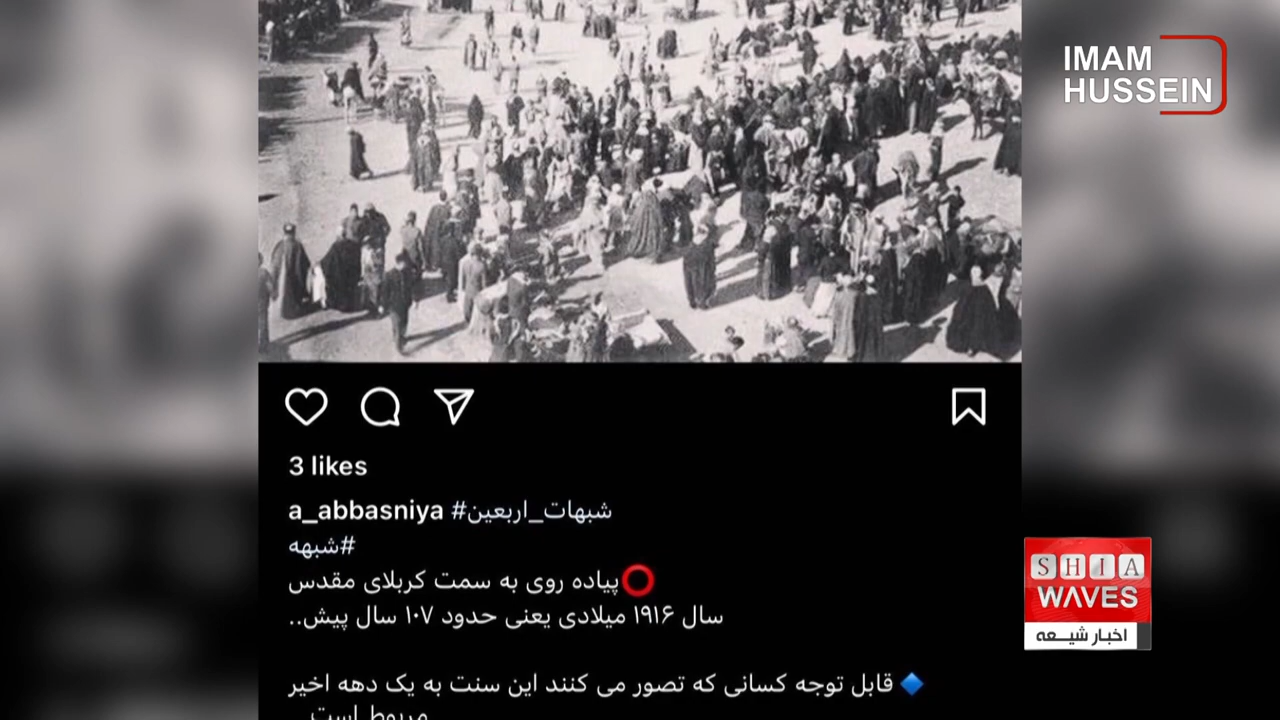 IMAM
HUSSEIN
3 likes
a_abbasniya #شبهات_اربعین
#شبهه
⭕پیاده روی به سمت کربلای مقدس
سال ۱۹۱۶ میلادی یعنی حدود ۱۰۷ سال پیش..
🔷 قابل توجه کسانی که تصور می کنند این سنت به یک دهه اخیر
مربوط است
SHIA
WAVES
اخبار شیعه